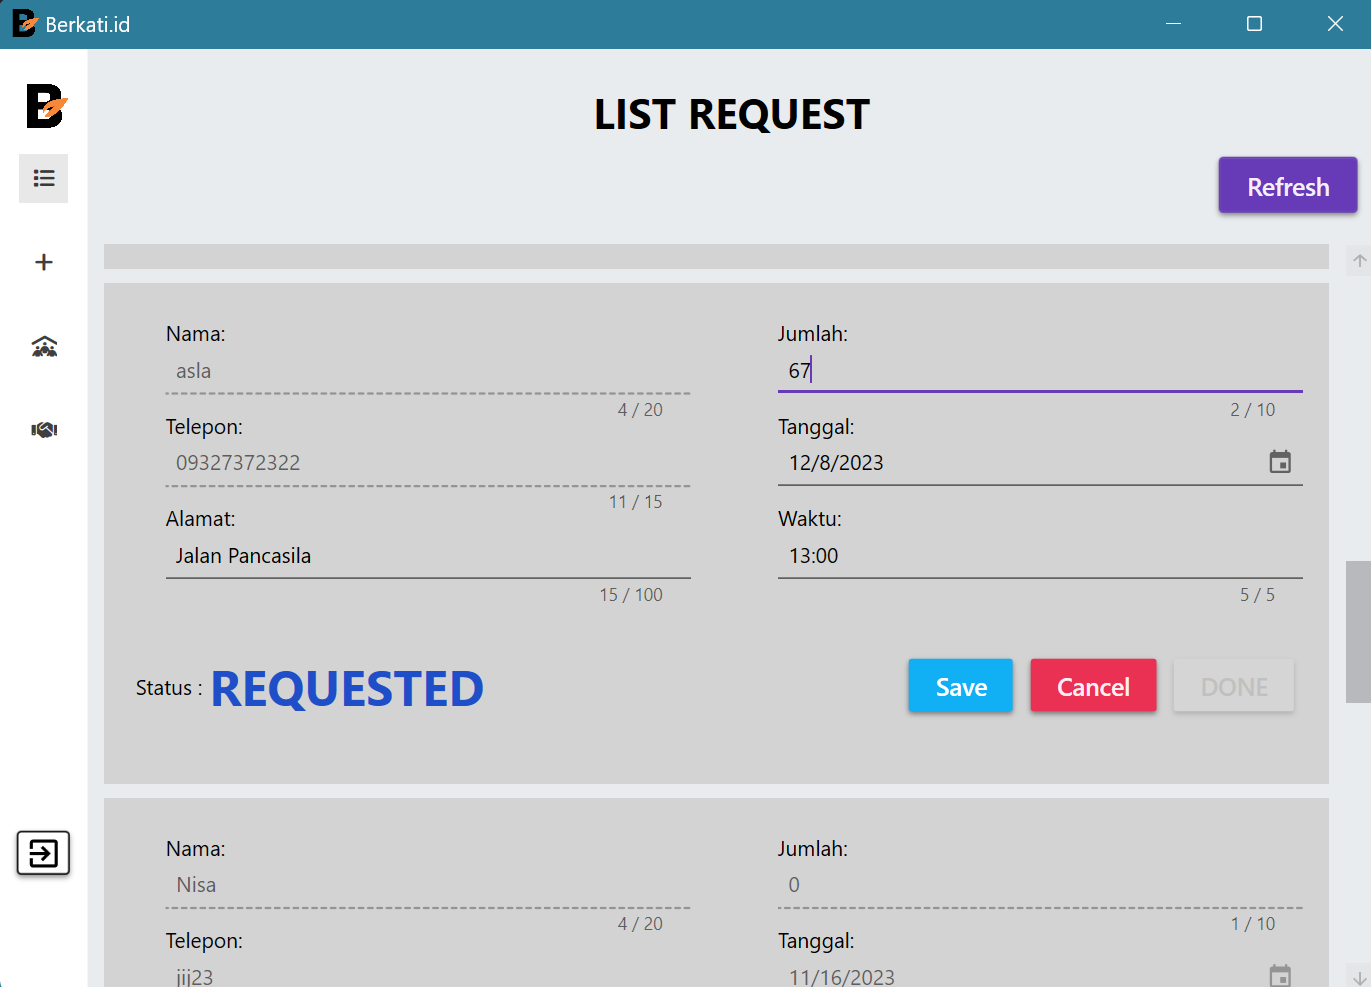 Berkati.id
B
LIST REQUEST
Refresh
Nama:
asla
4 / 20
Telepon:
09327372322
11 / 15
Alamat:
Jalan Pancasila
15 / 100
Jumlah:
67
2 / 10
Tanggal:
12/8/2023
Waktu:
13:00
5 / 5
Status : REQUESTED
Save Cancel DONE
Nama:
Nisa
4 / 20
Telepon:
jij23
Jumlah:
0
1 / 10
Tanggal:
11/16/2023